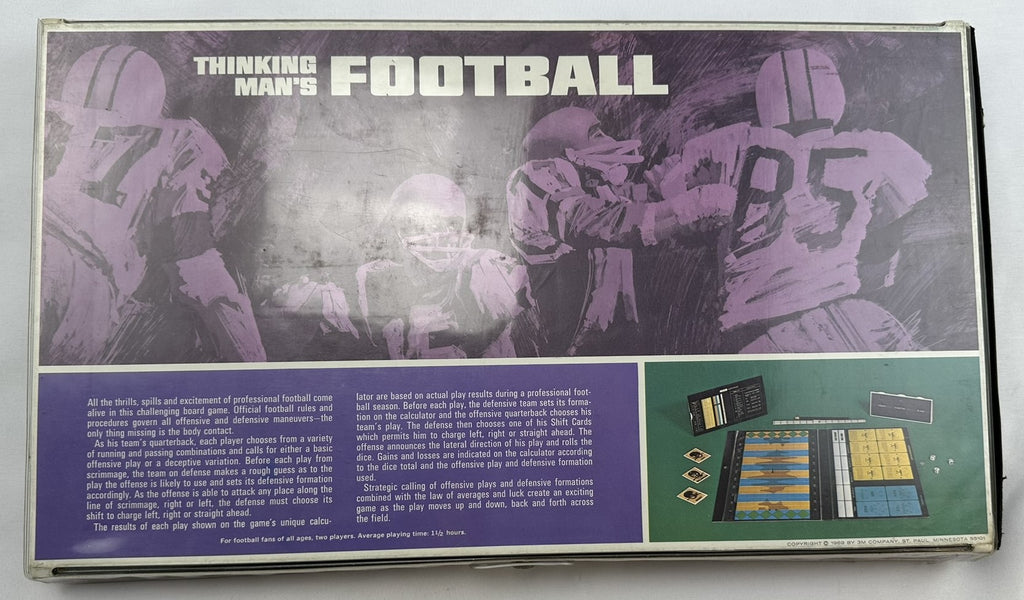 THINKING
MAN'S FOOTBALL
85
All the thrills, spills and excitement of professional football come
alive in this challenging board game. Official football rules and
procedures govern all offensive and defensive maneuvers—the
only thing missing is the body contact.
As his team's quarterback, each player chooses from a variety
of running and passing combinations and calls for either a basic
offensive play or a deceptive variation. Before each play from
scrimmage, the team on defense makes a rough guess as to the
play the offense is likely to use and sets its defensive formation
accordingly. As the offense is able to attack any place along the
line of scrimmage, right or left, the defense must choose its
shift to charge left, right or straight ahead.
The results of each play shown on the game's unique calcu-
lator are based on actual play results during a professional foot-
ball season. Before each play, the defensive team sets its forma-
tion on the calculator and the offensive quarterback chooses his
team's play. The defense then chooses one of his Shift Cards
which permits him to charge left, right or straight ahead. The
offense announces the lateral direction of his play and rolls the
dice. Gains and losses are indicated on the calculator according
to the dice total and the offensive play and defensive formation
used.
Strategic calling of offensive plays and defensive formations
combined with the law of averages and luck create an exciting
game as the play moves up and down, back and forth across
the field.
For football fans of all ages, two players. Average playing time: 1½ hours.
COPYRIGHT © 1969 BY 3M COMPANY, ST. PAUL, MINNESOTA 55101